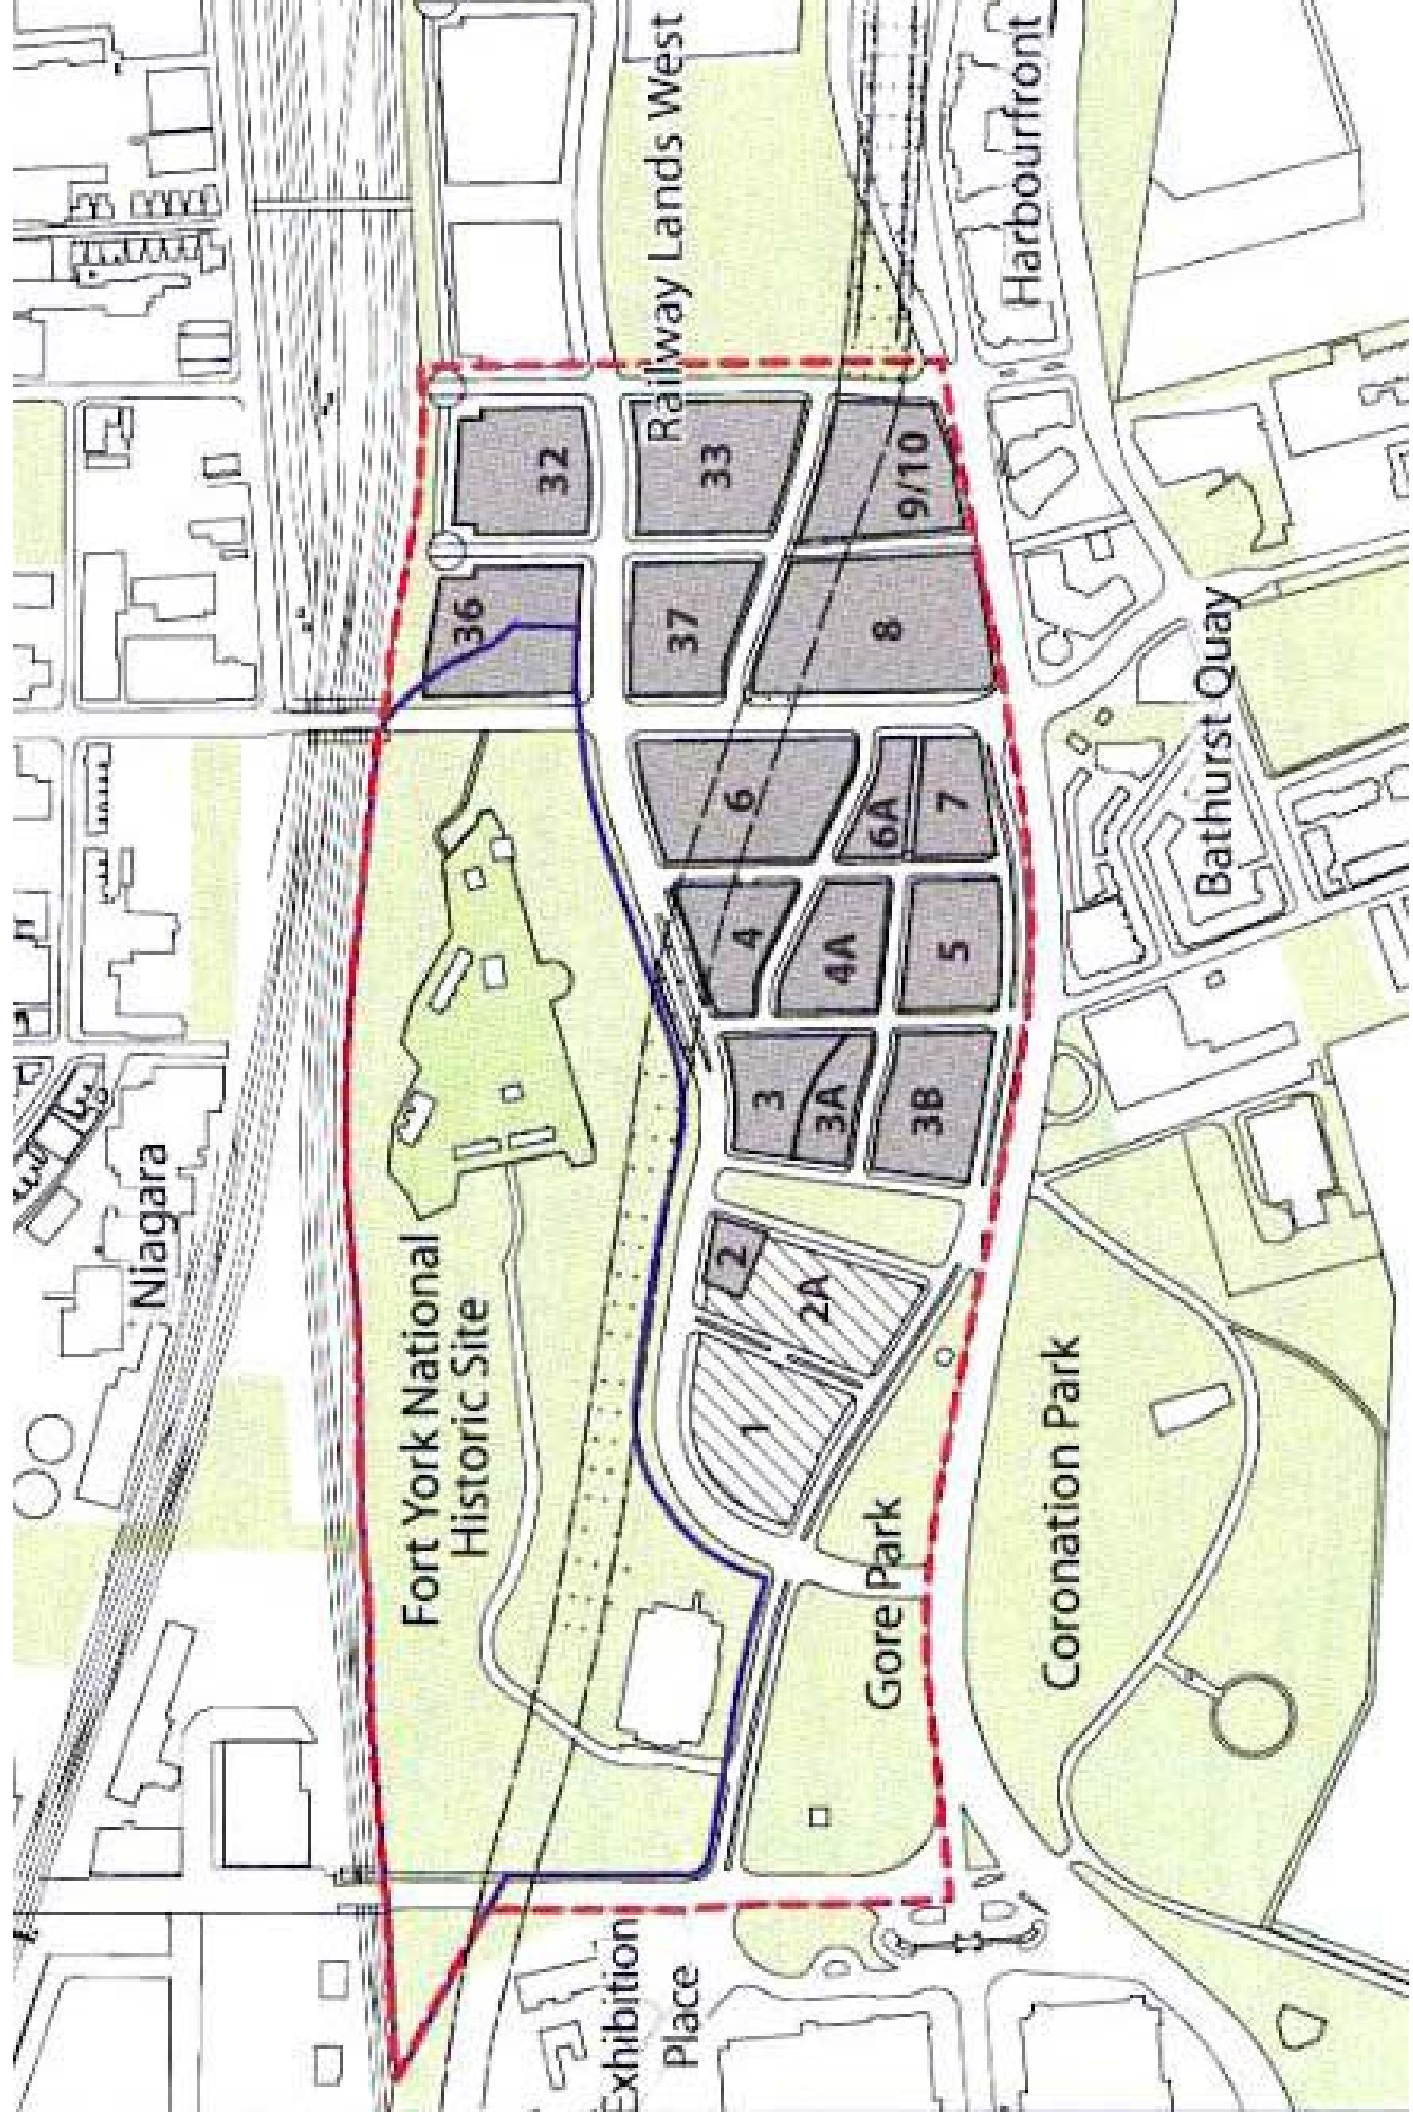 Niagara
Fort York National
Historic Site
Railway Lands West
Harbourfront
Bathurst Quay
Coronation Park
Gore Park
Exhibition
Place
36
32
37
33
8
9/10
6
6A
7
4
4A
5
3
3A
3B
2
2A
1